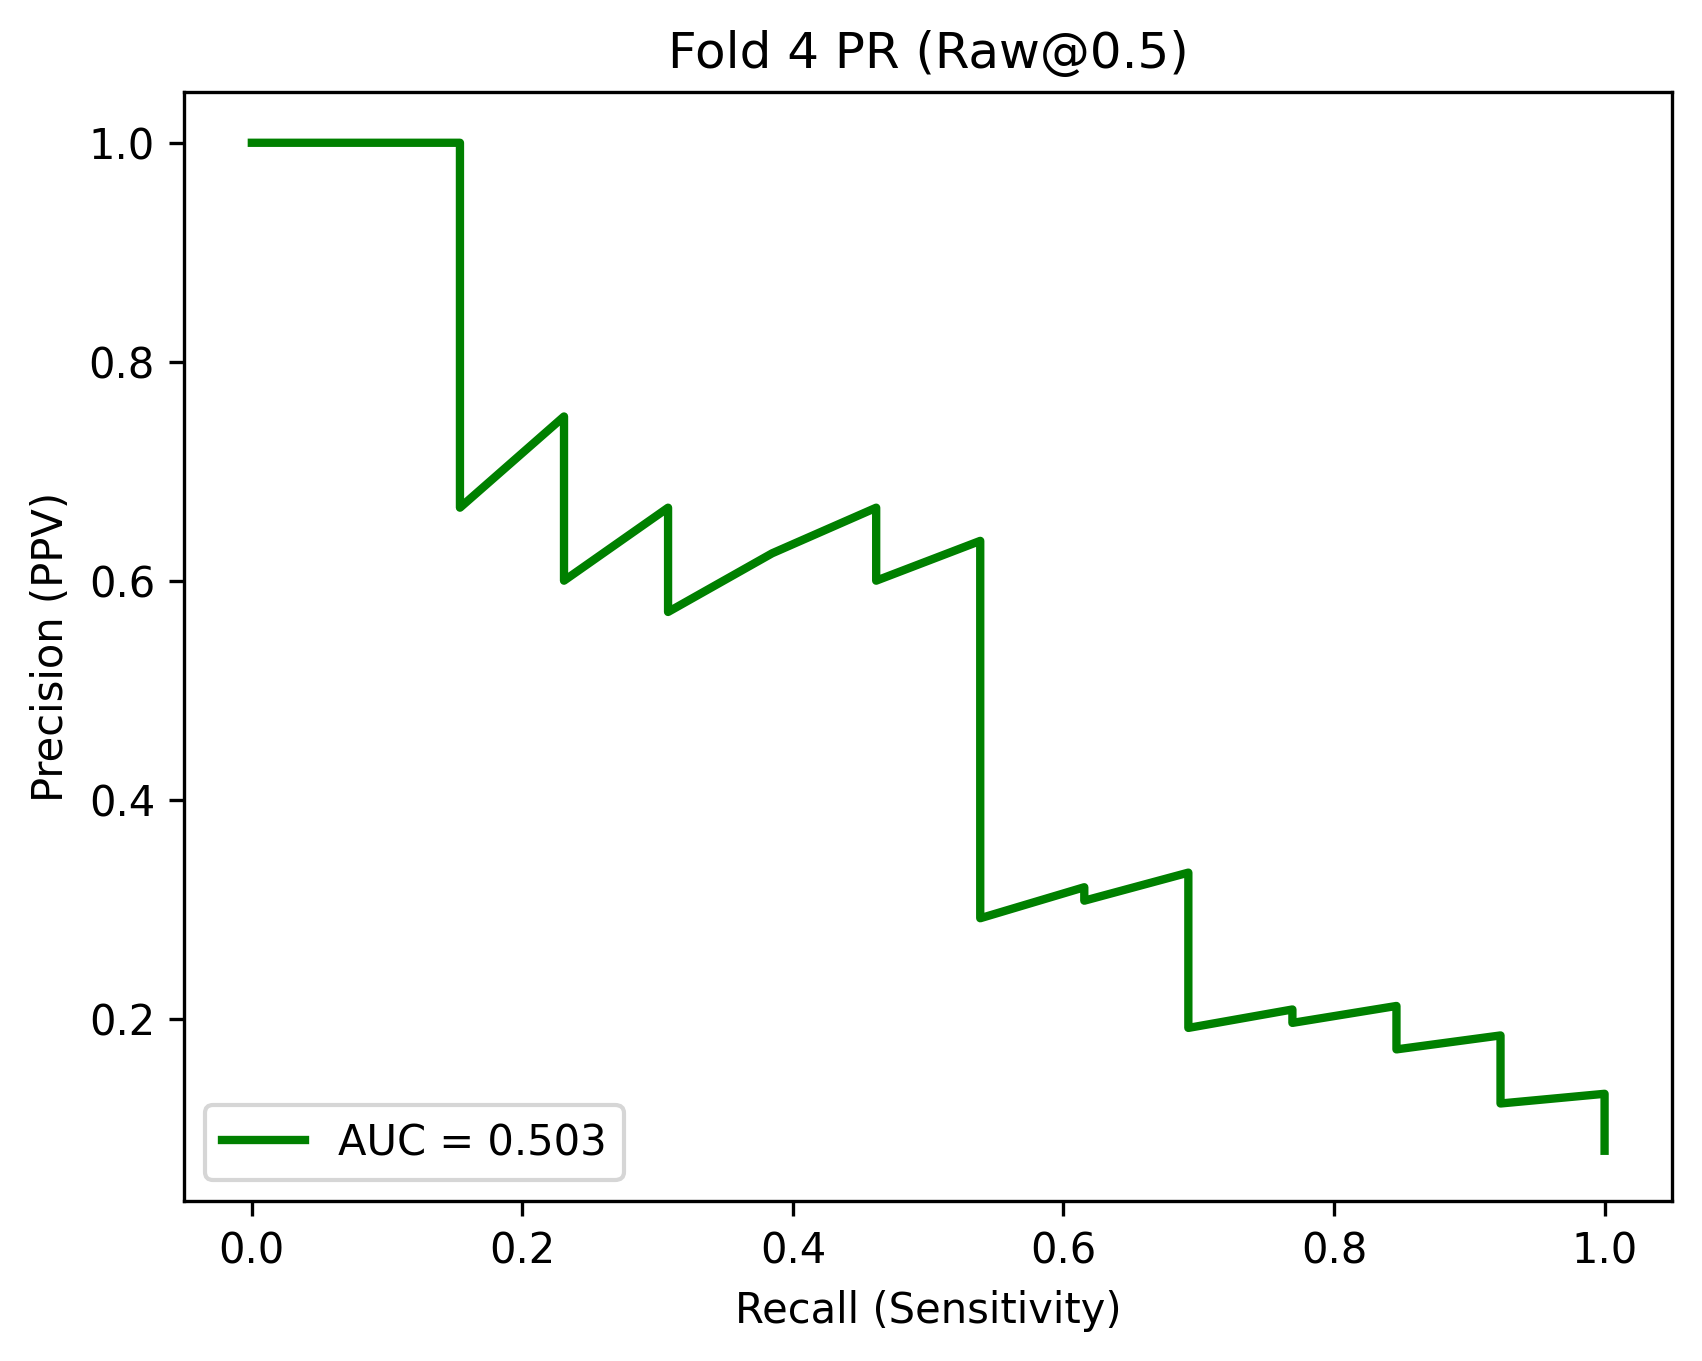 Fold 4 PR (Raw@0.5)
1.0
0.8
0.6
0.4
0.2
Precision (PPV)
AUC = 0.503
0.0 0.2 0.4 0.6 0.8 1.0
Recall (Sensitivity)